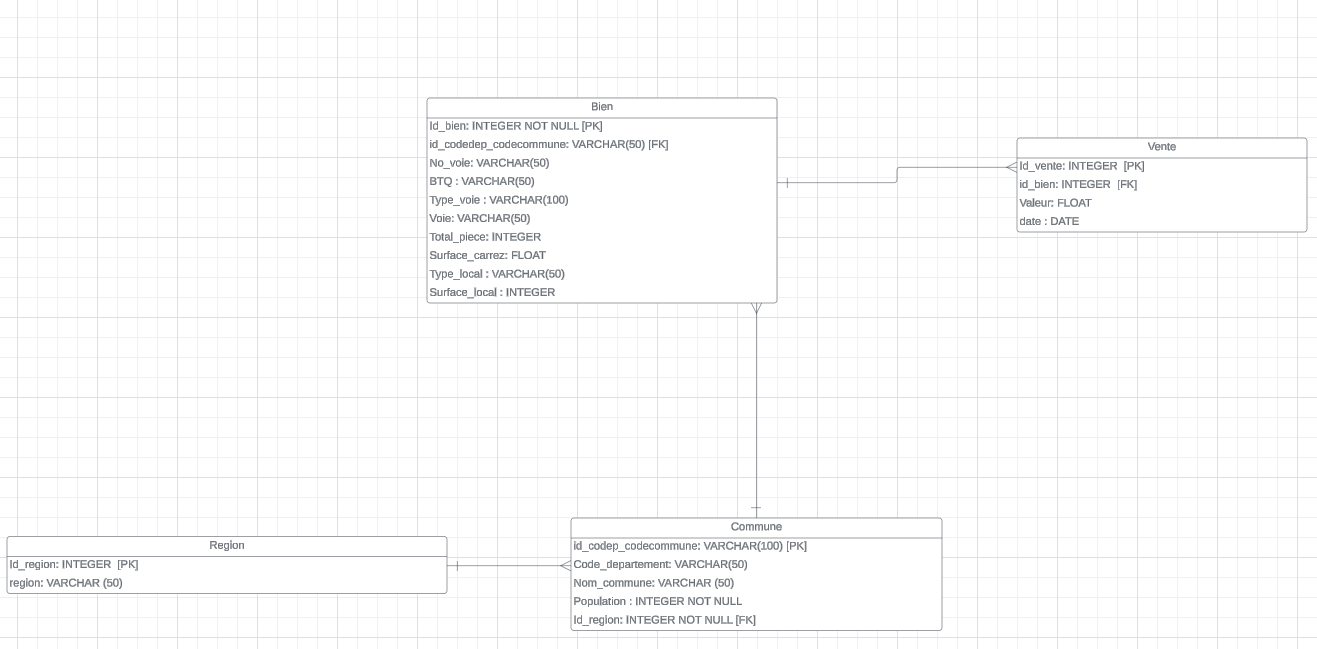 Bien
Id_bien: INTEGER NOT NULL [PK]
id_codedep_codecommune: VARCHAR(50) [FK]
No_voie: VARCHAR(50)
BTQ : VARCHAR(50)
Type_voie : VARCHAR(100)
Voie: VARCHAR(50)
Total_piece: INTEGER
Surface_carrez: FLOAT
Type_local : VARCHAR(50)
Surface_local : INTEGER
Vente
Id_vente: INTEGER [PK]
id_bien: INTEGER [FK]
Valeur: FLOAT
date : DATE
Region
Id_region: INTEGER [PK]
region: VARCHAR (50)
Commune
id_codep_codecommune: VARCHAR(100) [PK]
Code_departement: VARCHAR(50)
Nom_commune: VARCHAR (50)
Population : INTEGER NOT NULL
Id_region: INTEGER NOT NULL [FK]